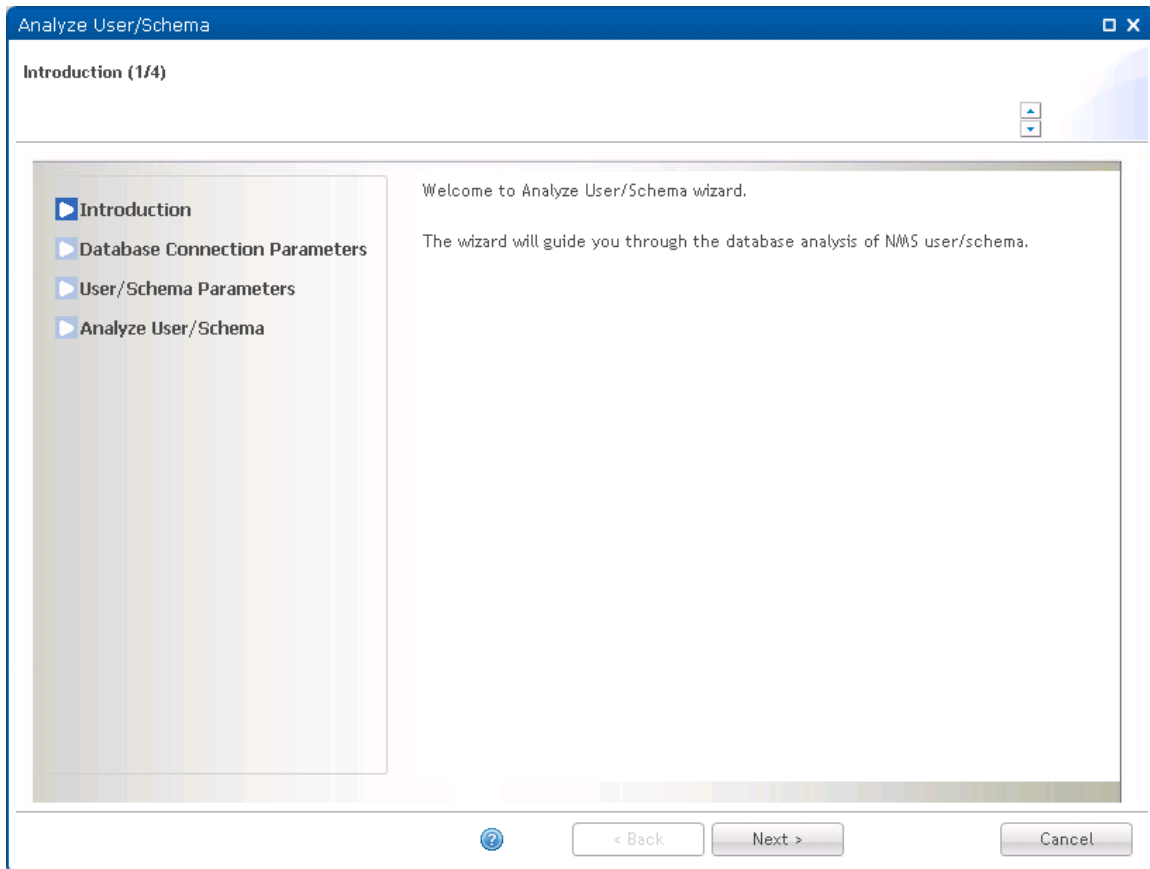 Analyze User/Schema
Introduction (1/4)
Introduction
Database Connection Parameters
User/Schema Parameters
Analyze User/Schema
Welcome to Analyze User/Schema wizard.
The wizard will guide you through the database analysis of NMS user/schema.
?
< Back
Next >
Cancel